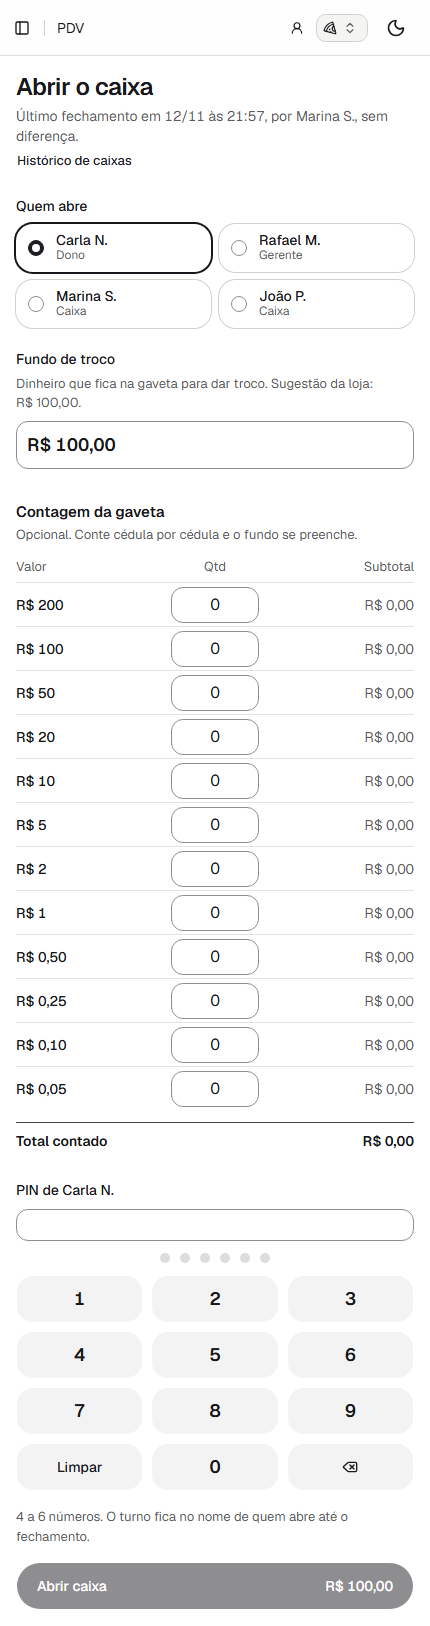 PDV
Abrir o caixa
Último fechamento em 12/11 às 21:57, por Marina S., sem
diferença.
Histórico de caixas
Quem abre
Carla N.
Dono
Rafael M.
Gerente
Marina S.
Caixa
João P.
Caixa
Fundo de troco
Dinheiro que fica na gaveta para dar troco. Sugestão da loja:
R$ 100,00.
R$ 100,00
Contagem da gaveta
Opcional. Conte cédula por cédula e o fundo se preenche.
Valor Qtd Subtotal
R$ 200 0 R$ 0,00
R$ 100 0 R$ 0,00
R$ 50 0 R$ 0,00
R$ 20 0 R$ 0,00
R$ 10 0 R$ 0,00
R$ 5 0 R$ 0,00
R$ 2 0 R$ 0,00
R$ 1 0 R$ 0,00
R$ 0,50 0 R$ 0,00
R$ 0,25 0 R$ 0,00
R$ 0,10 0 R$ 0,00
R$ 0,05 0 R$ 0,00
Total contado R$ 0,00
PIN de Carla N.
1 2 3
4 5 6
7 8 9
Limpar 0
4 a 6 números. O turno fica no nome de quem abre até o
fechamento.
Abrir caixa R$ 100,00